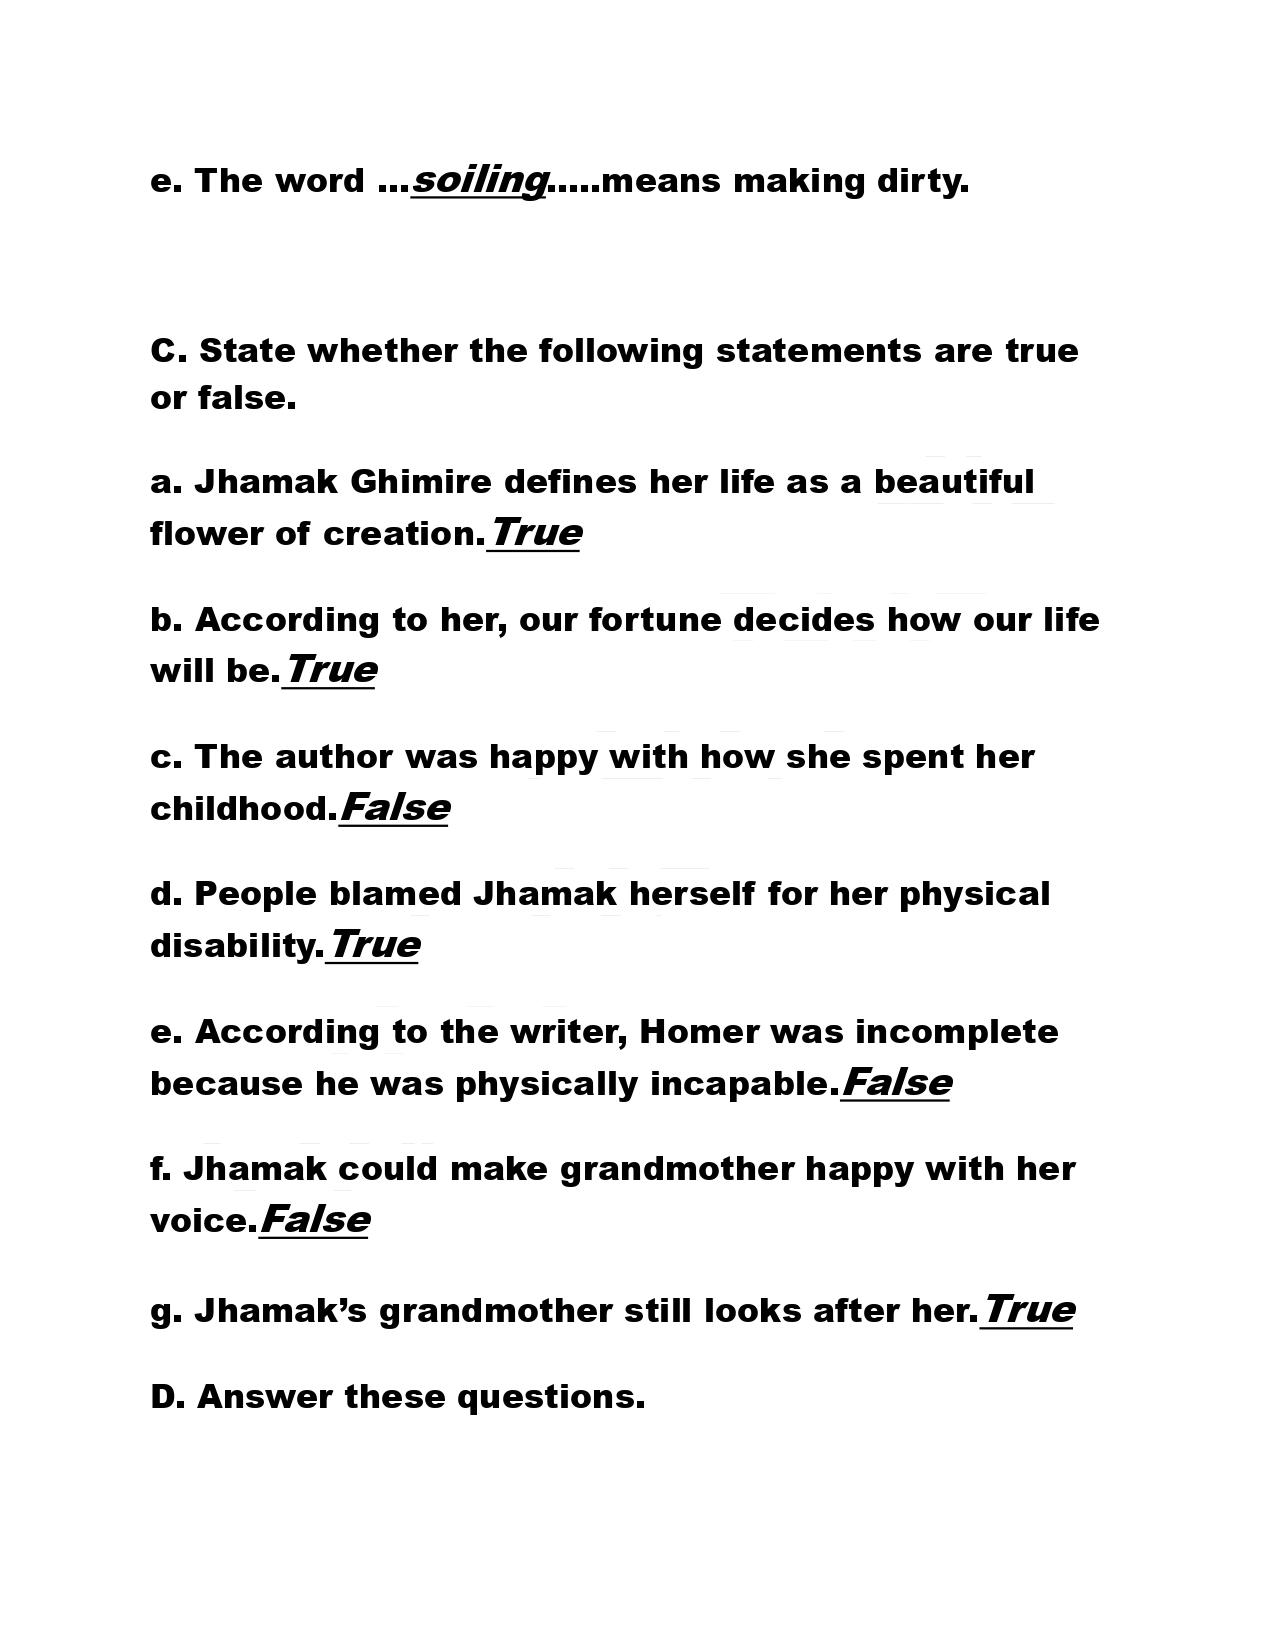 e. The word ...soiling.....means making dirty.
C. State whether the following statements are true
or false.
a. Jhamak Ghimire defines her life as a beautiful
flower of creation.True
b. According to her, our fortune decides how our life
will be.True
c. The author was happy with how she spent her
childhood.False
d. People blamed Jhamak herself for her physical
disability.True
e. According to the writer, Homer was incomplete
because he was physically incapable.False
f. Jhamak could make grandmother happy with her
voice.False
g. Jhamak’s grandmother still looks after her.True
D. Answer these questions.